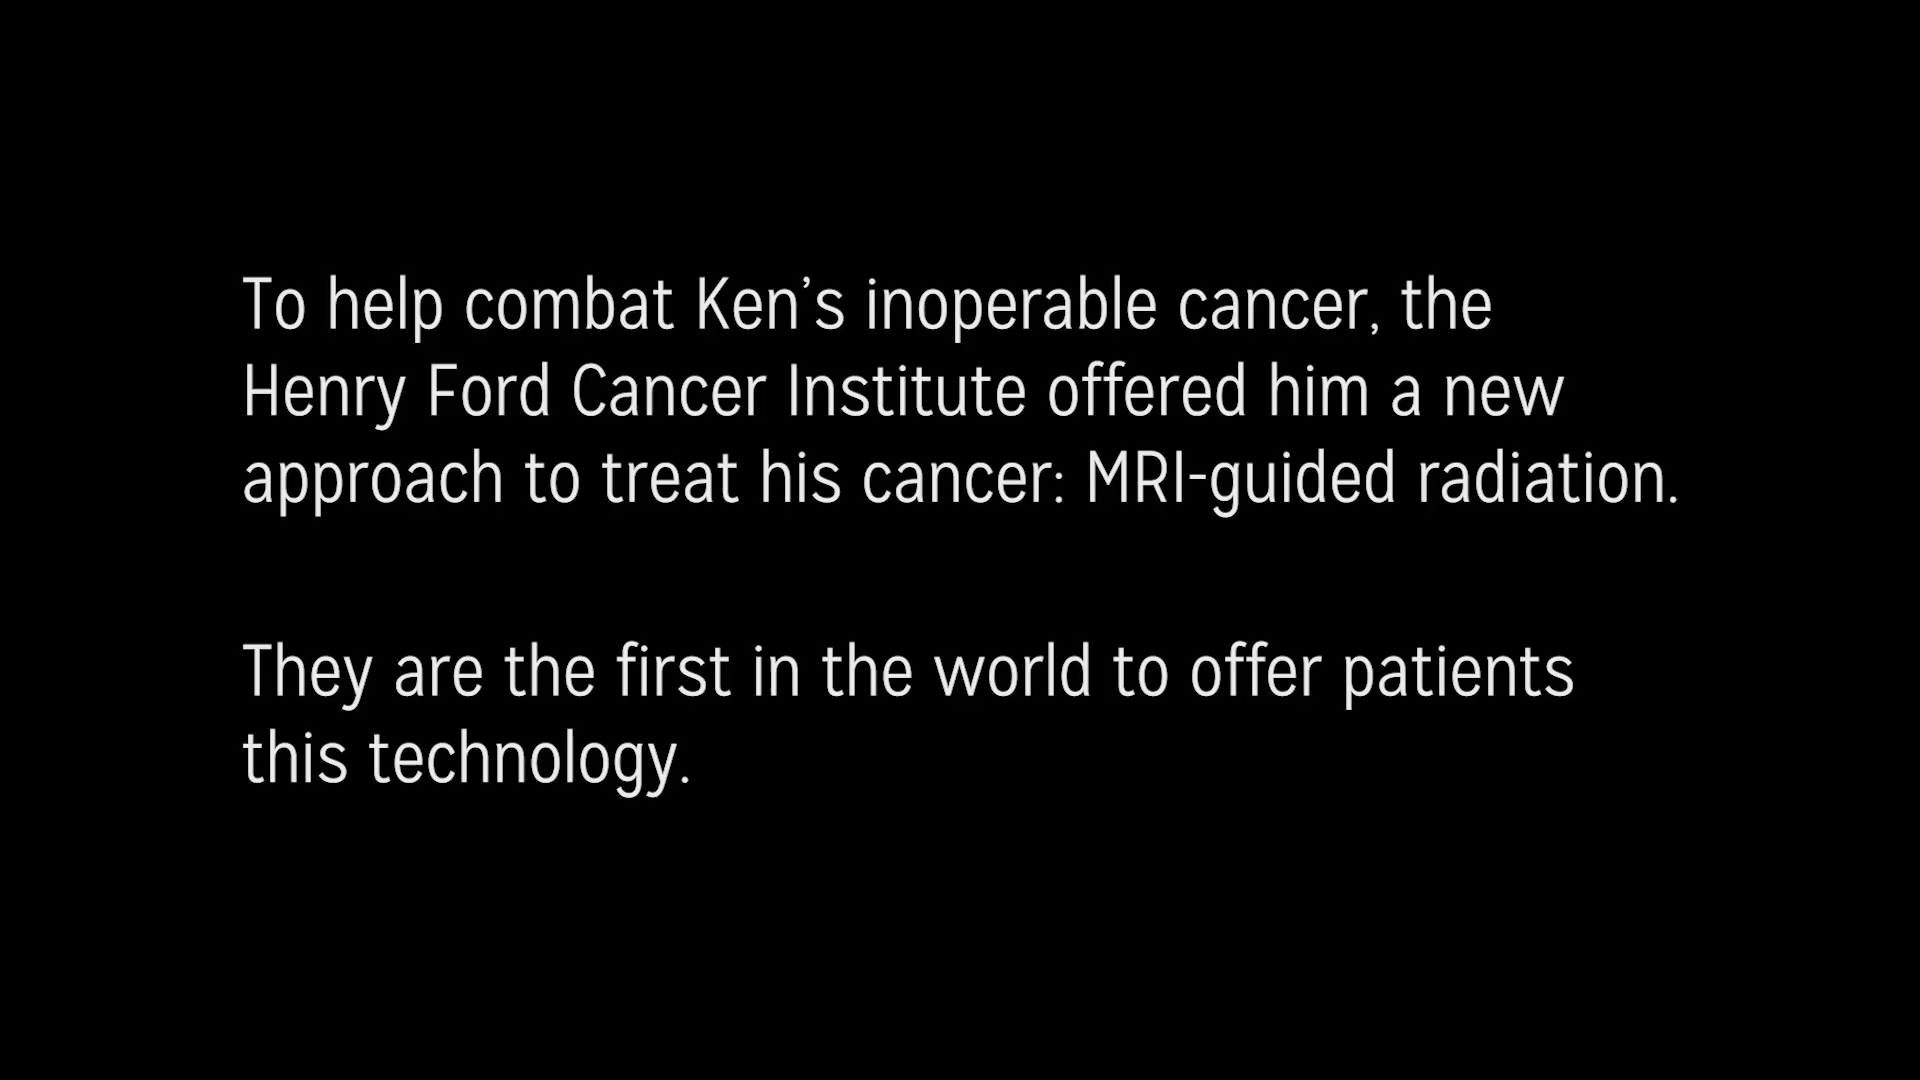 To help combat Ken’s inoperable cancer, the
Henry Ford Cancer Institute offered him a new
approach to treat his cancer: MRI-guided radiation.
They are the first in the world to offer patients
this technology.